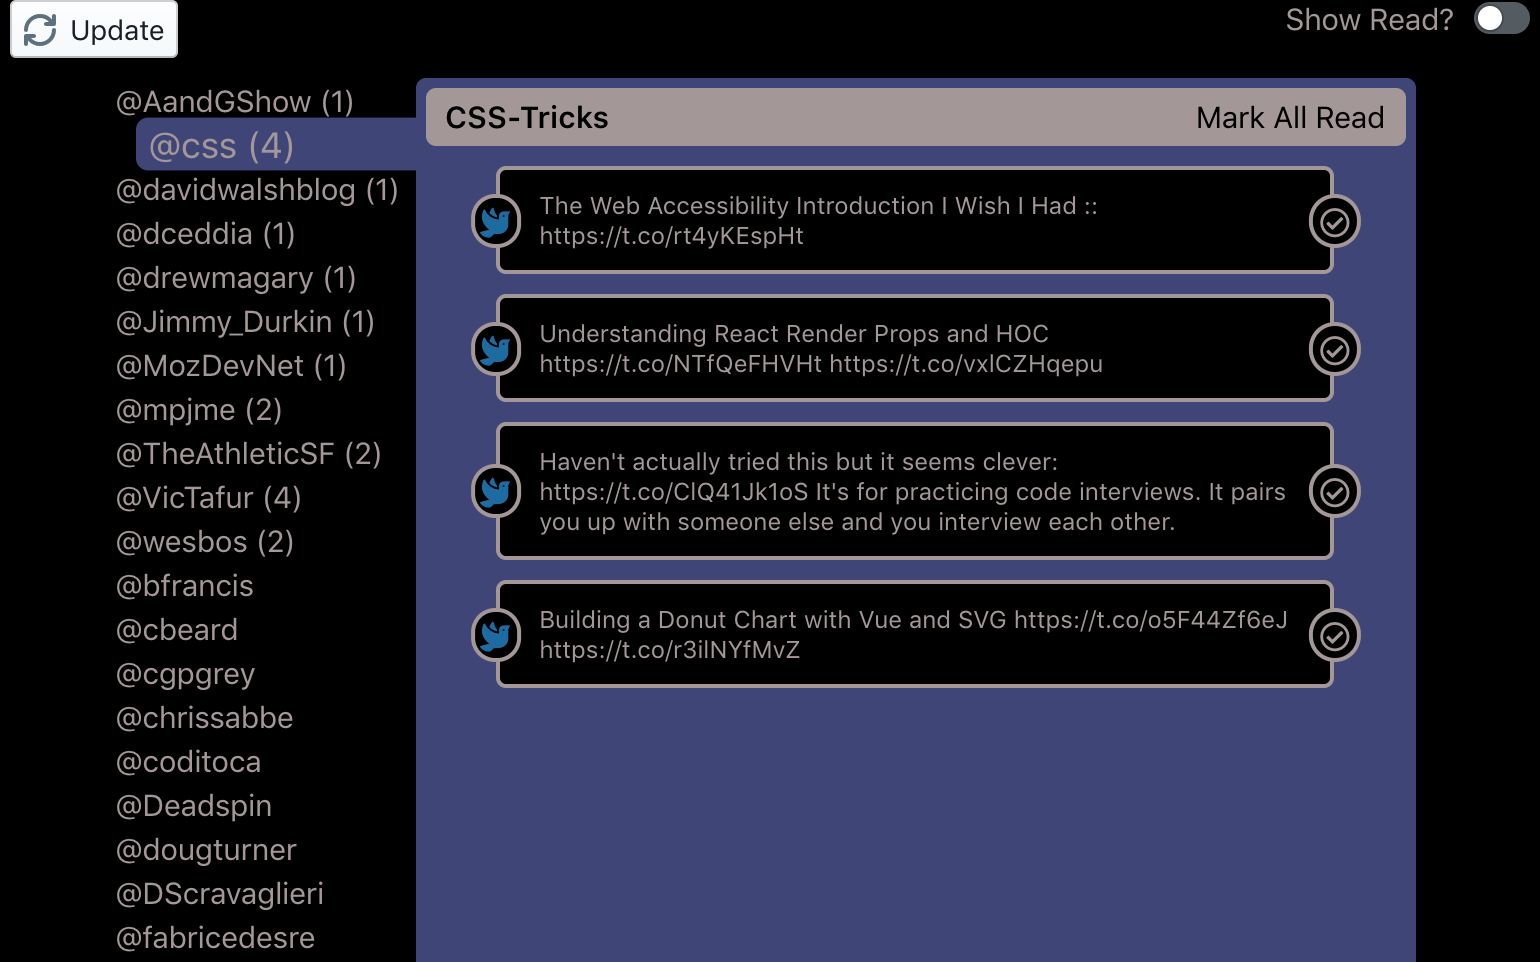 Update
Show Read?
@AandGShow (1)
@css (4)
@davidwalshblog (1)
@dceddia (1)
@drewmagary (1)
@Jimmy_Durkin (1)
@MozDevNet (1)
@mpjme (2)
@TheAthleticSF (2)
@VicTafur (4)
@wesbos (2)
@bfrancis
@cbeard
@cgpgrey
@chrissabbe
@coditoca
@Deadspin
@dougturner
@DScravaglieri
@fabricedesre
CSS-Tricks
Mark All Read
The Web Accessibility Introduction I Wish I Had ::
https://t.co/rt4yKEspHt
Understanding React Render Props and HOC
https://t.co/NTfQeFHVHt https://t.co/vxlCZHqepu
Haven't actually tried this but it seems clever:
https://t.co/ClQ41Jk1oS It's for practicing code interviews. It pairs
you up with someone else and you interview each other.
Building a Donut Chart with Vue and SVG https://t.co/o5F44Zf6eJ
https://t.co/r3ilNYfMvZ